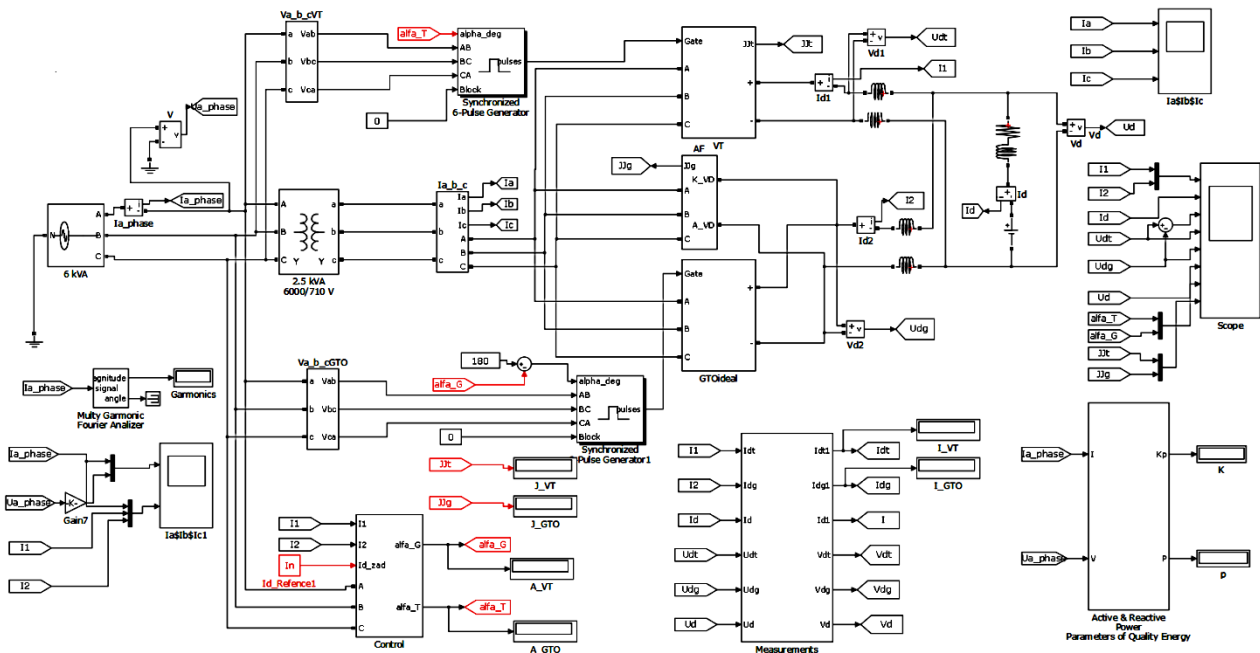 Va_b_cVT
a
b
c
Vab
Vbc
Vca
alfa_T
alpha_deg
AB
BC
CA
Block
pulses
Synchronized
6-Pulse Generator
0
Gate
A
B
C
JJt
+
-
VT
JJt
Udt
Vd1
I1
Id1
Ia
Ib
Ic
Ia$Ib$Ic
V
Ua_phase
Ia_phase
Ia_phase
N
A
B
C
6 kVA
A
B
C
a
b
c
Y
Y
2.5 kVA
6000/710 V
Ia_b_c
a
b
c
Ia
Ib
Ic
A
B
C
Ia
Ib
Ic
AF
JJg
JJg
A
B
C
K_VD
A_VD
I2
Id2
Id
Id
Vd
Vd
Ud
Gate
A
B
C
+
-
GTOideal
Udg
Vd2
I1
I2
Id
Udt
Udg
Ud
alfa_T
alfa_G
JJt
JJg
Scope
Va_b_cGTO
a
b
c
Vab
Vbc
Vca
180
alfa_G
alpha_deg
AB
BC
CA
Block
pulses
0
Synchronized
-Pulse Generator1
Ia_phase
agnitude
signal
angle
Garmonics
Multy Garmonic
Fourier Analizer
Ia_phase
Ua_phase
K-
Gain7
I1
I2
Ia$Ib$Ic1
JJt
J_VT
JJg
J_GTO
I1
I2
In
Id_Refence1
I1
I2
Id_zad
A
B
C
alfa_G
alfa_T
Control
alfa_G
A_VT
alfa_T
A_GTO
I1
I2
Id
Udt
Udg
Ud
Idt
Idg
Id
Udt
Udg
Ud
Idt1
Idg1
Id1
Vdt
Vdg
Vd
Measurements
I_VT
Idt
I_GTO
Idg
I
Vdt
Vdg
Vd
Ia_phase
Ua_phase
I
V
Kp
P
K
P
Active & Reactive
Power
Parameters of Quality Energy